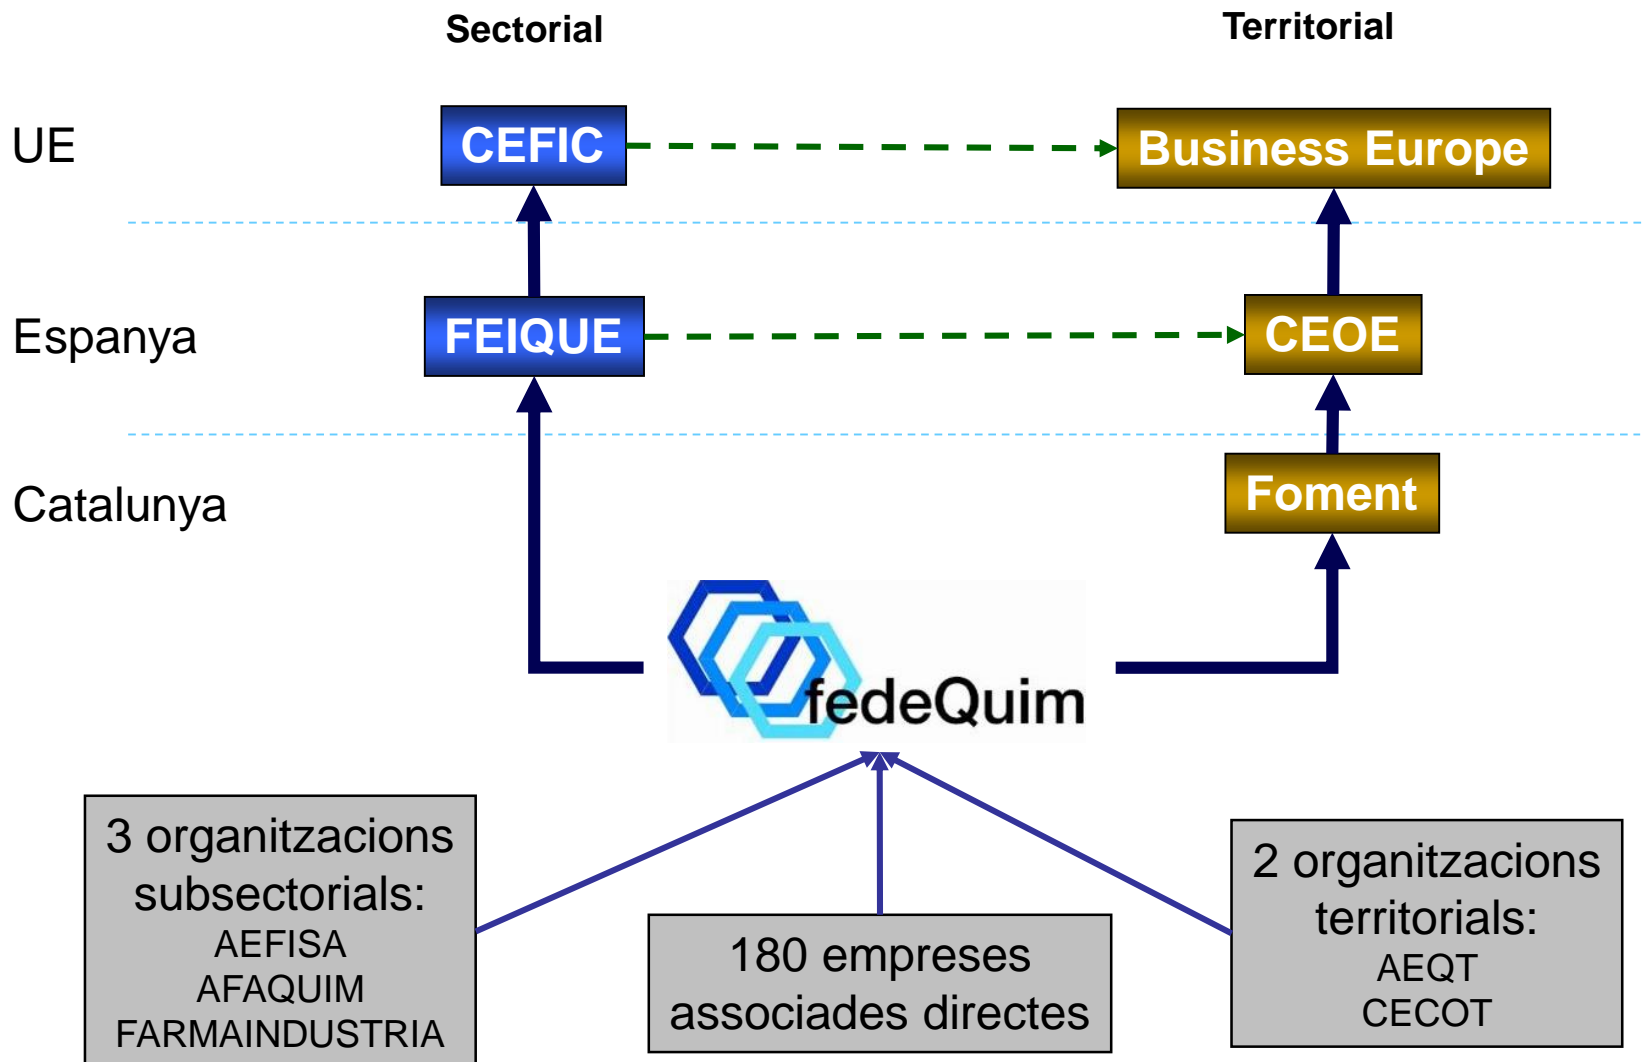 Sectorial
Territorial
UE
CEFIC
Business Europe
Espanya
FEIQUE
CEOE
Catalunya
Foment
fedeQuim
3 organitzacions
subsectorials:
AEFISA
AFAQUIM
FARMAINDUSTRIA
180 empreses
associades directes
2 organitzacions
territorials:
AEQT
CECOT